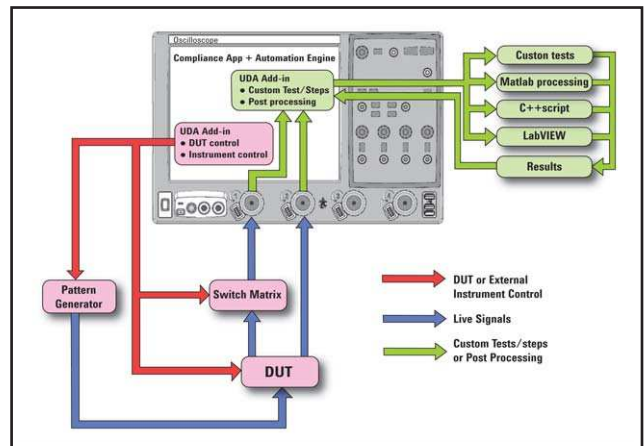 Oscilloscope
Compliance App + Automation Engine
UDA Add-in
● Custom Test/Steps
● Post processing
UDA Add-in
● DUT control
● Instrument control
Custon tests
Matlab processing
C++script
LabVIEW
Results
Pattern
Generator
Switch Matrix
DUT
DUT or External
Instrument Control
Live Signals
Custom Tests/steps
or Post Processing